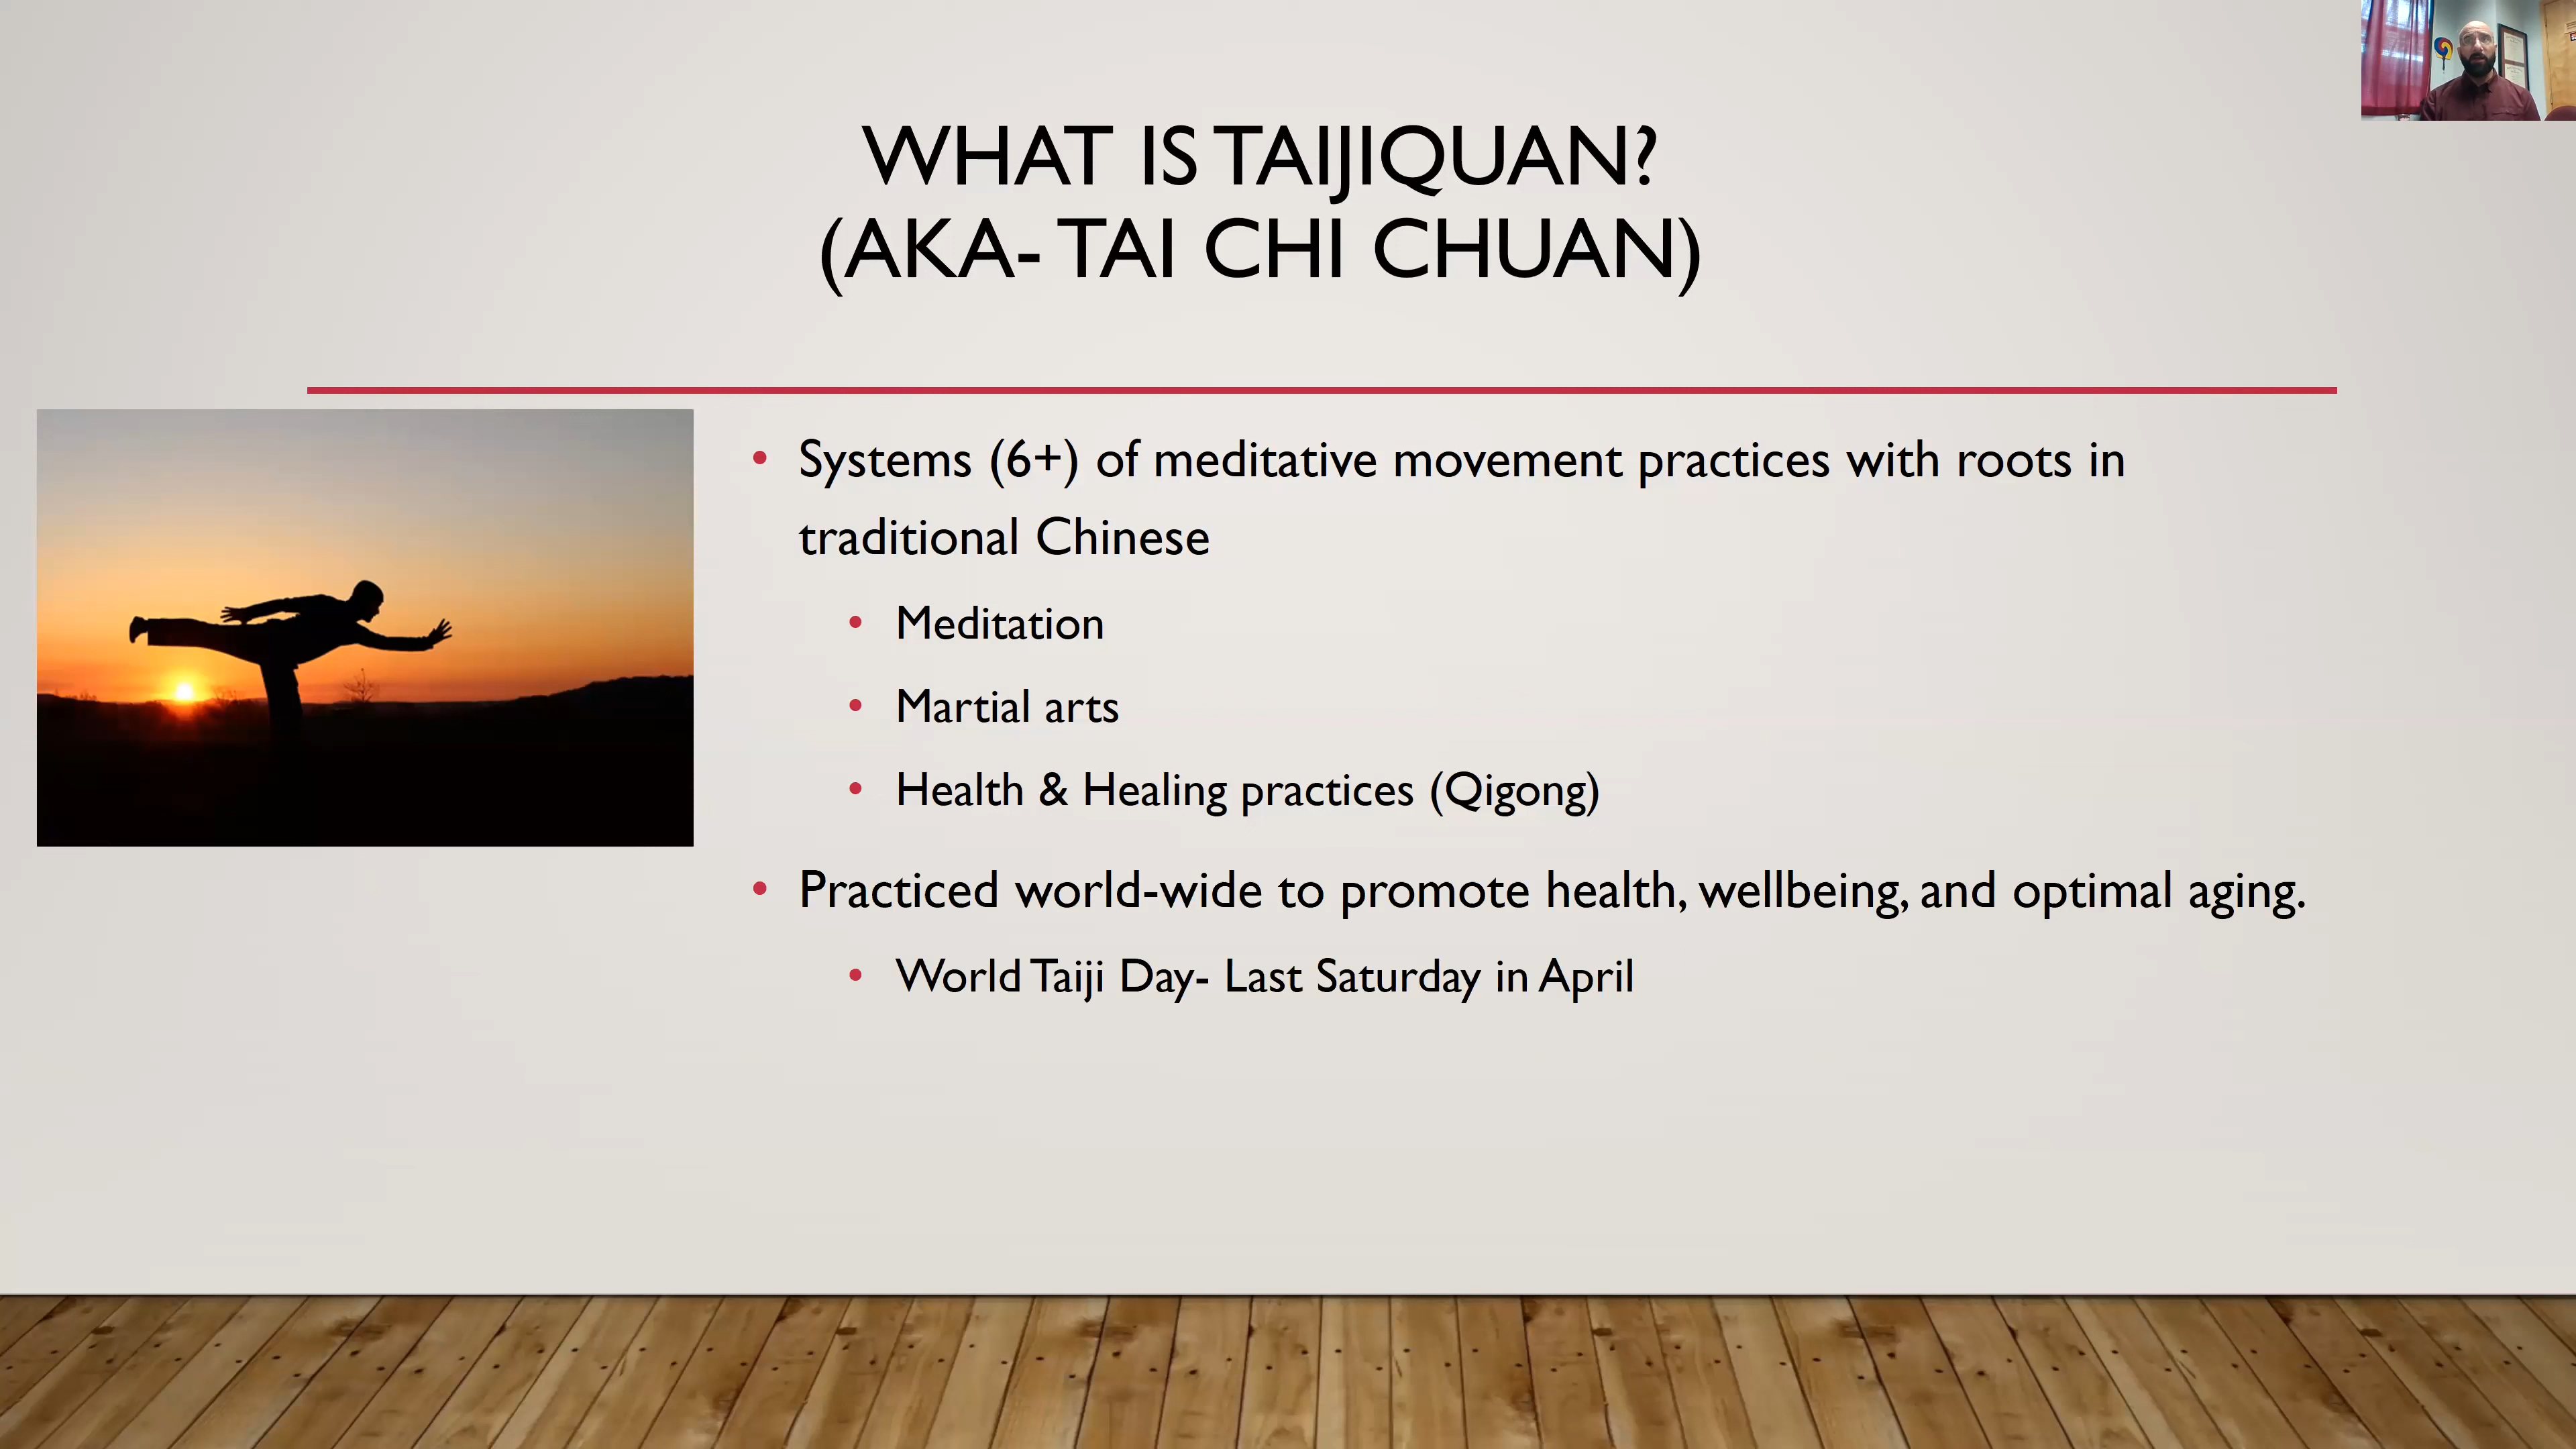 WHAT IS TAIJIQUAN?
(AKA- TAI CHI CHUAN)
• Systems (6+) of meditative movement practices with roots in
traditional Chinese
• Meditation
• Martial arts
• Health & Healing practices (Qigong)
• Practiced world-wide to promote health, wellbeing, and optimal aging.
• World Taiji Day- Last Saturday in April